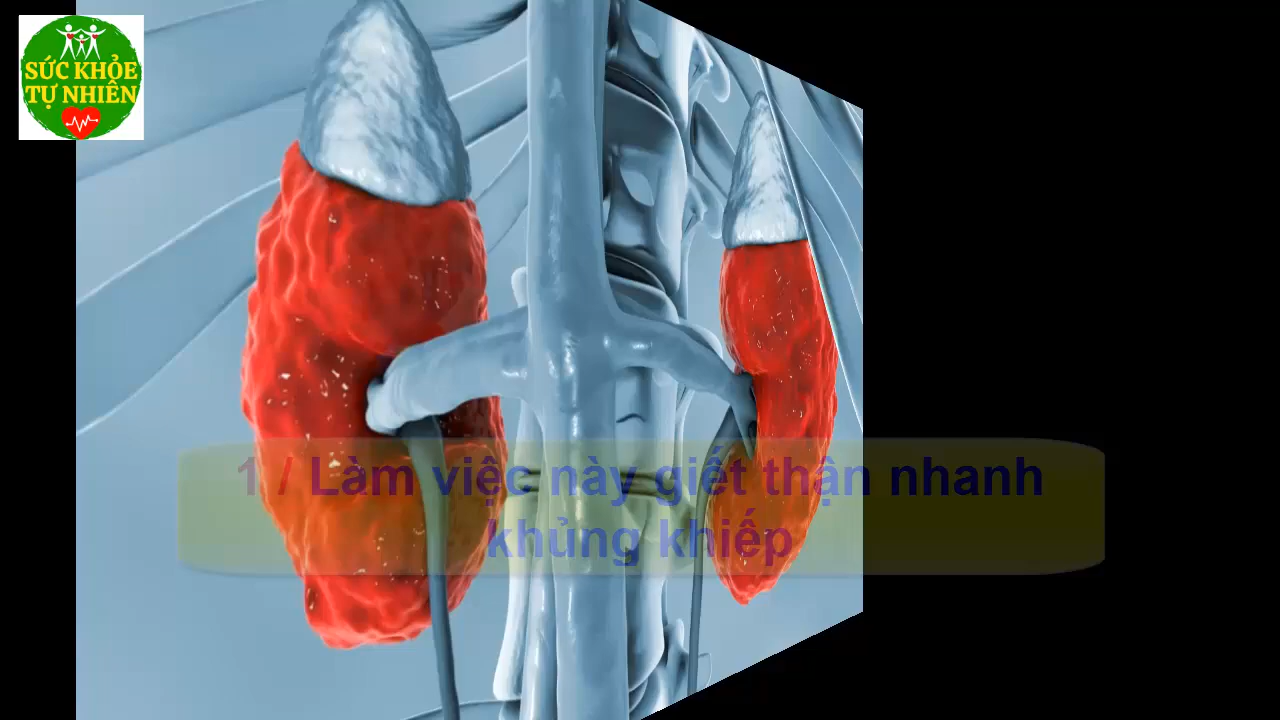 SỨC KHỎE
TỰ NHIÊN
1 / Làm việc này giết thận nhanh
khủng khiếp